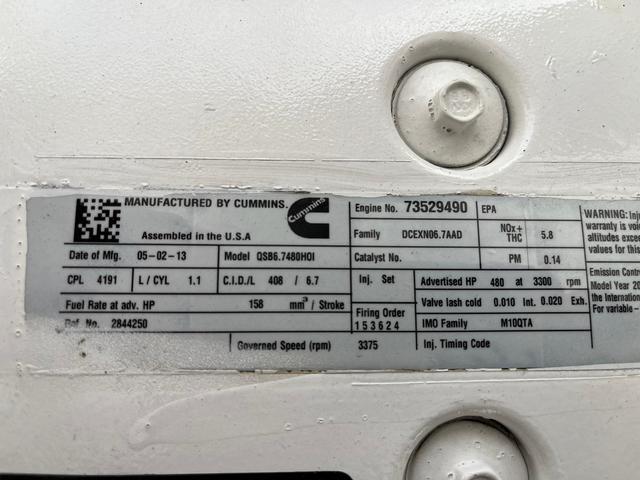 MANUFACTURED BY CUMMINS.
Cummins
Assembled in the U.S.A
Date of Mfg. 05-02-13 Model QSB6.7480HOI
CPL 4191 L / CYL 1.1 C.I.D./L 408 / 6.7
Fuel Rate at adv. HP 158 mm³ / Stroke
Ref. No. 2844250
Governed Speed (rpm) 3375
Engine No. 73529490 EPA
Family DCEXN06.7AAD NOx+ THC 5.8
Catalyst No. PM 0.14
Inj. Set Advertised HP 480 at 3300 rpm
Valve lash cold 0.010 Int. 0.020 Exh.
Firing Order
153624
IMO Family M10QTA
Inj. Timing Code
WARNING: Inj
warranty is voi
altitudes excee
values for this
Emission Contr
Model Year 20
the Internation
For variable -